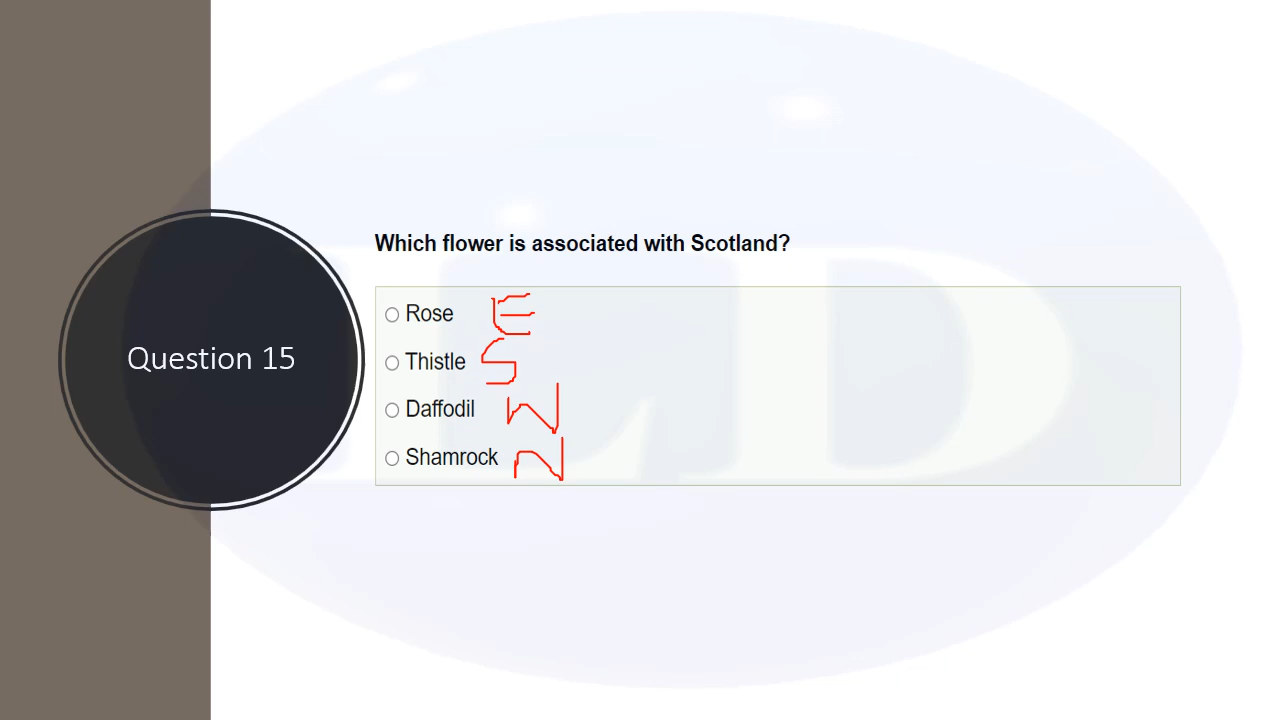 Question 15
Which flower is associated with Scotland?
Rose E
Thistle S
Daffodil W
Shamrock N